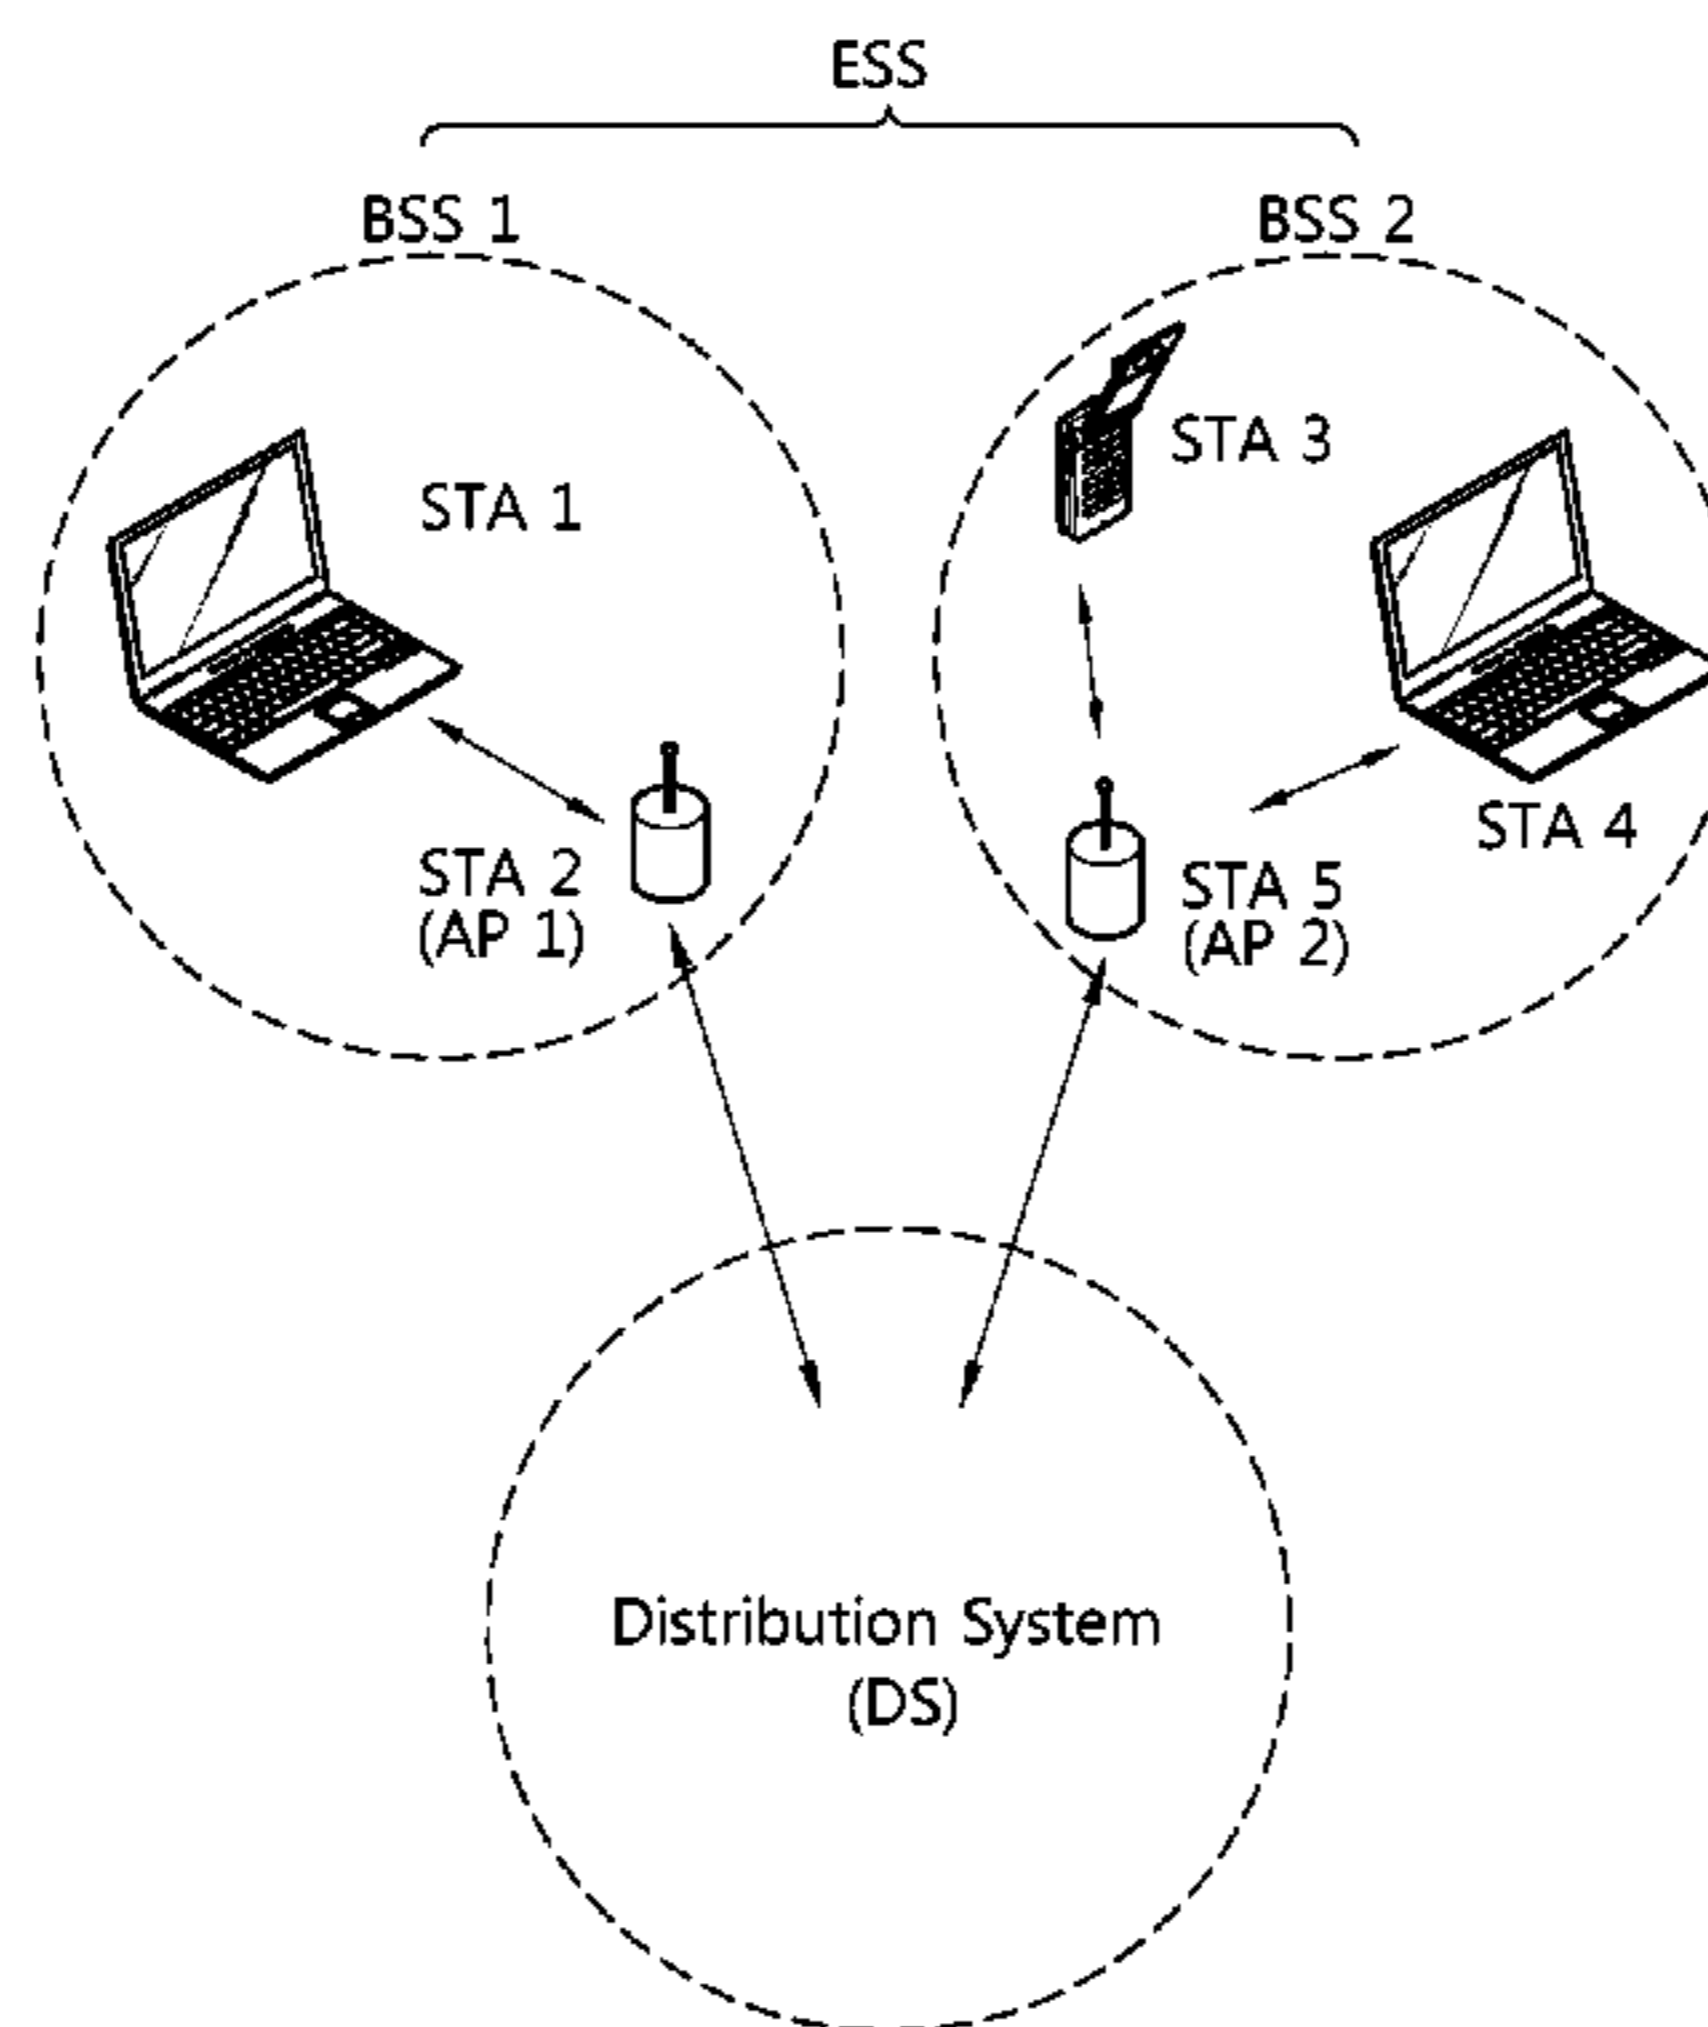 ESS
BSS 1
BSS 2
STA 1
STA 3
STA 4
STA 2
(AP 1)
STA 5
(AP 2)
Distribution System
(DS)